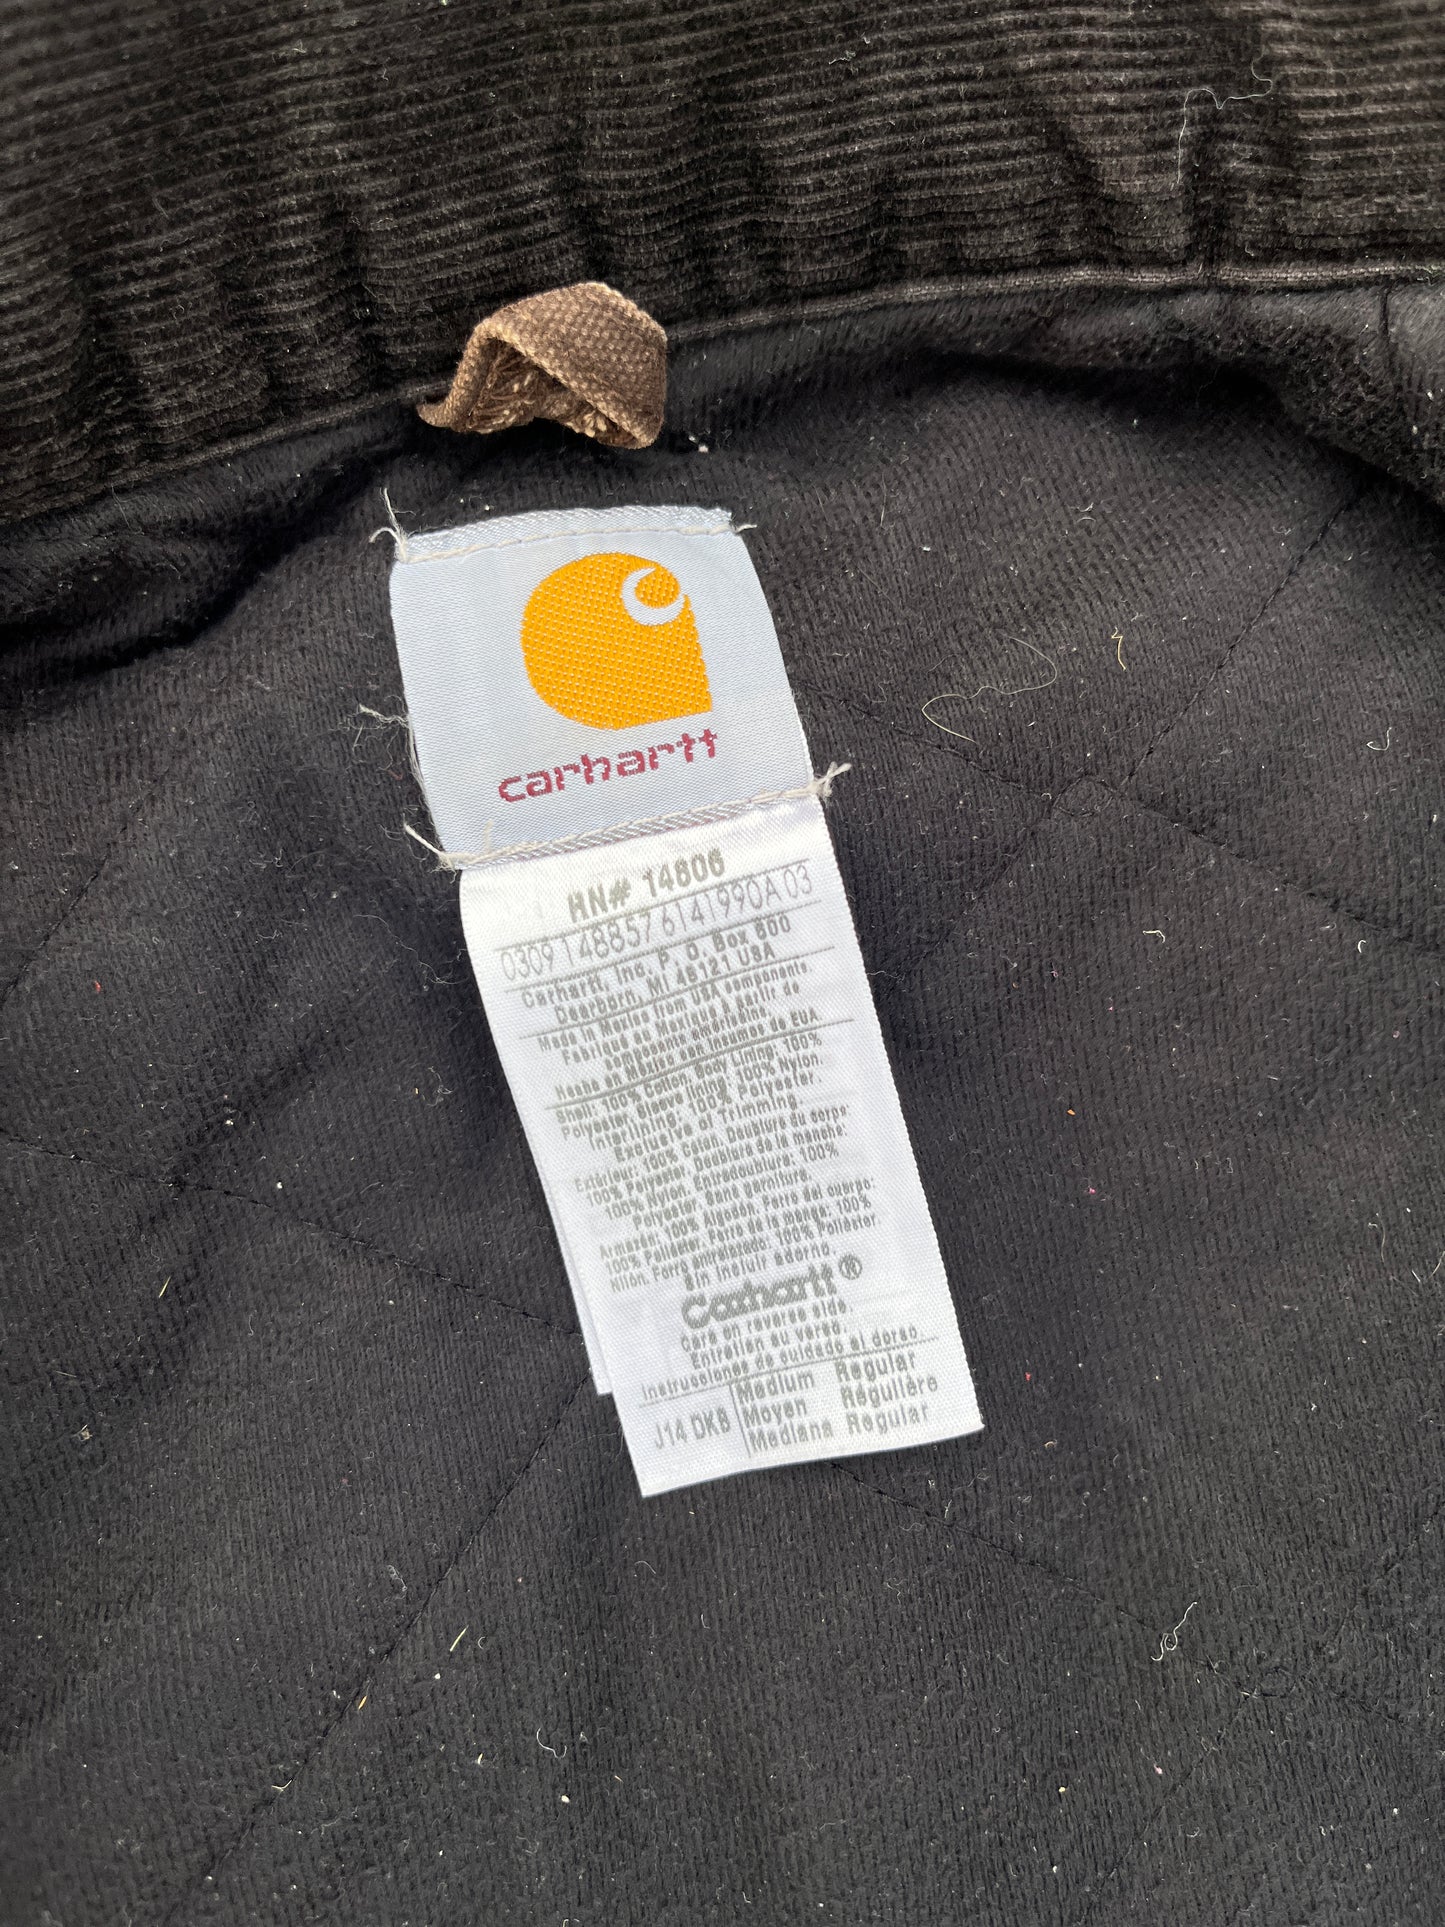 carhartt
RN# 14806
0309 148857 6141990A 03
Carhartt, Inc. P. O. Box 600
Dearborn, MI 48121 USA
Made in Mexico from USA components.
Fabriqué au Mexique à partir de
composants américains.
Hecho en México con insumos de EUA
Shell: 100% Cotton, Body Lining: 100%
Polyester, Sleeve lining: 100% Nylon,
Interlining: 100% Polyester.
Exclusive of Trimming.
Extérieur: 100% Coton, Doublure du corps:
100% Polyester, Doublure de la manche:
100% Nylon, Entredoublure: 100%
Polyester. Sans garniture.
Armazón: 100% Algodón, Forro del cuerpo:
100% Poliéster, Forro de la manga: 100%
Nilón, Forro entrelazado: 100% Poliéster.
sin incluir adorno.
Carhartt®
Care on reverse side.
Entretien au verso.
Instrucciones de cuidado al dorso.
J14 DKB
Medium Regular
Moyen Régulière
Mediana Regular